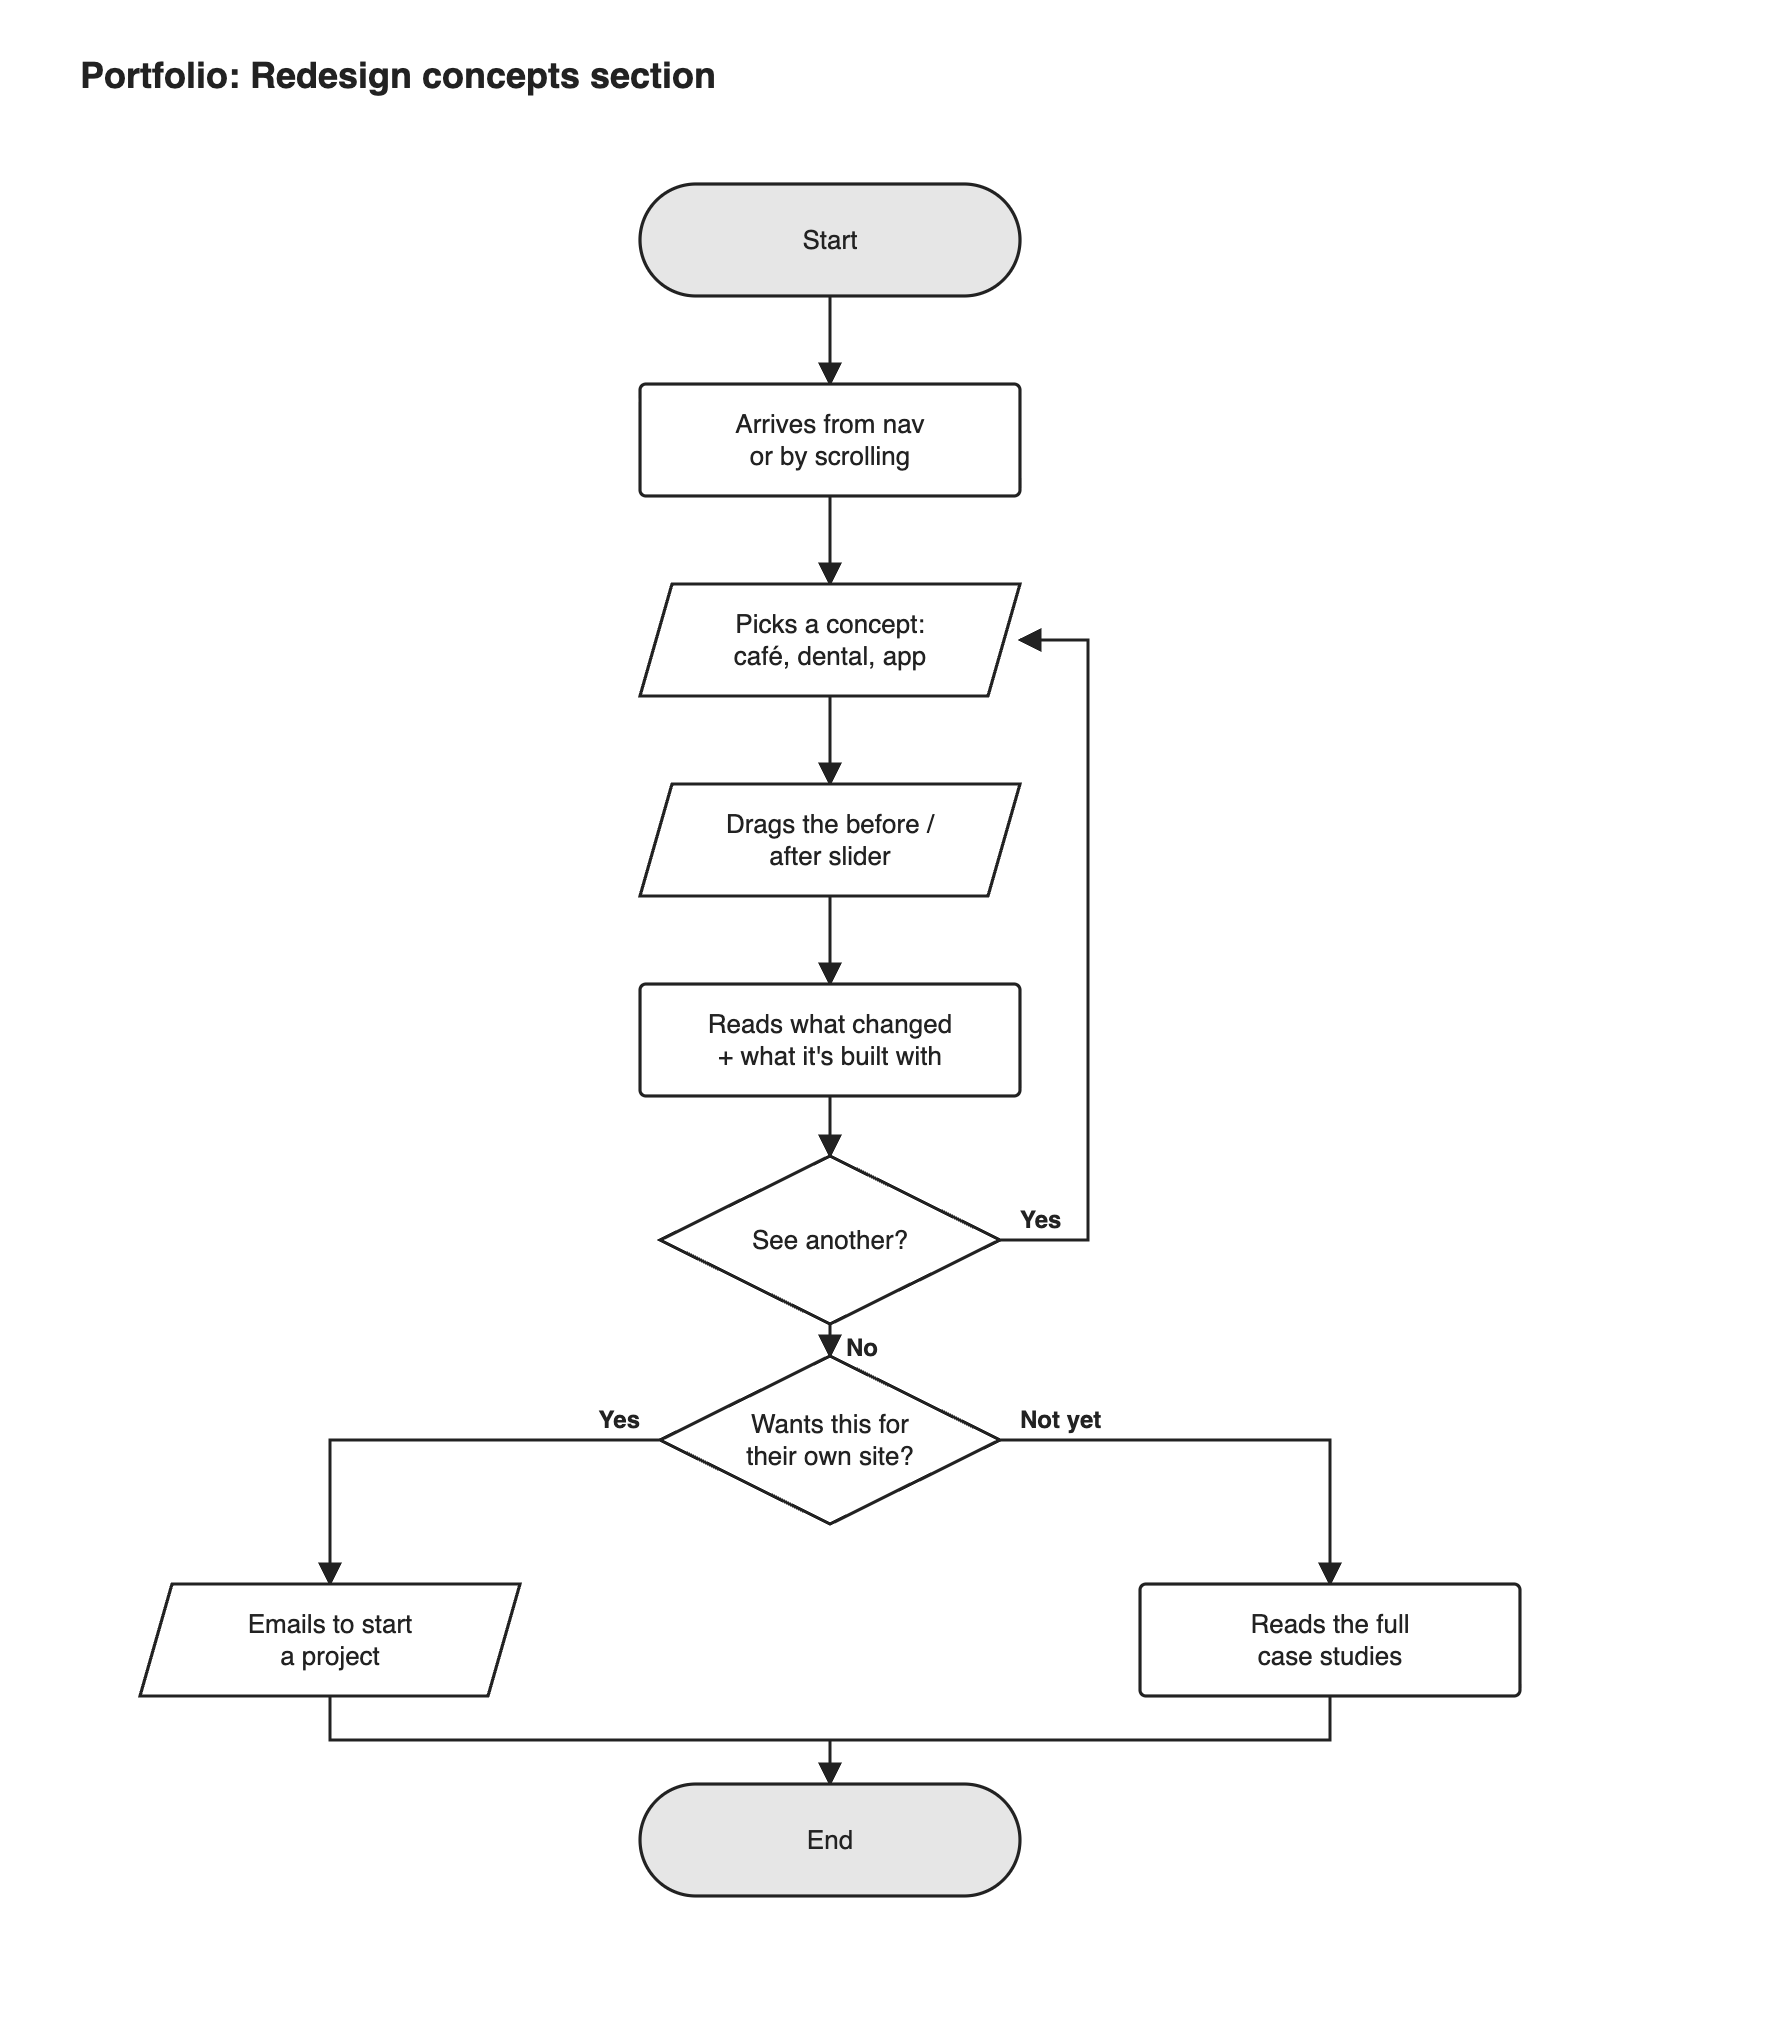 Portfolio: Redesign concepts section
Start
Arrives from nav
or by scrolling
Picks a concept:
café, dental, app
Drags the before /
after slider
Reads what changed
+ what it's built with
See another?
Yes
No
Wants this for
their own site?
Yes
Not yet
Emails to start
a project
Reads the full
case studies
End